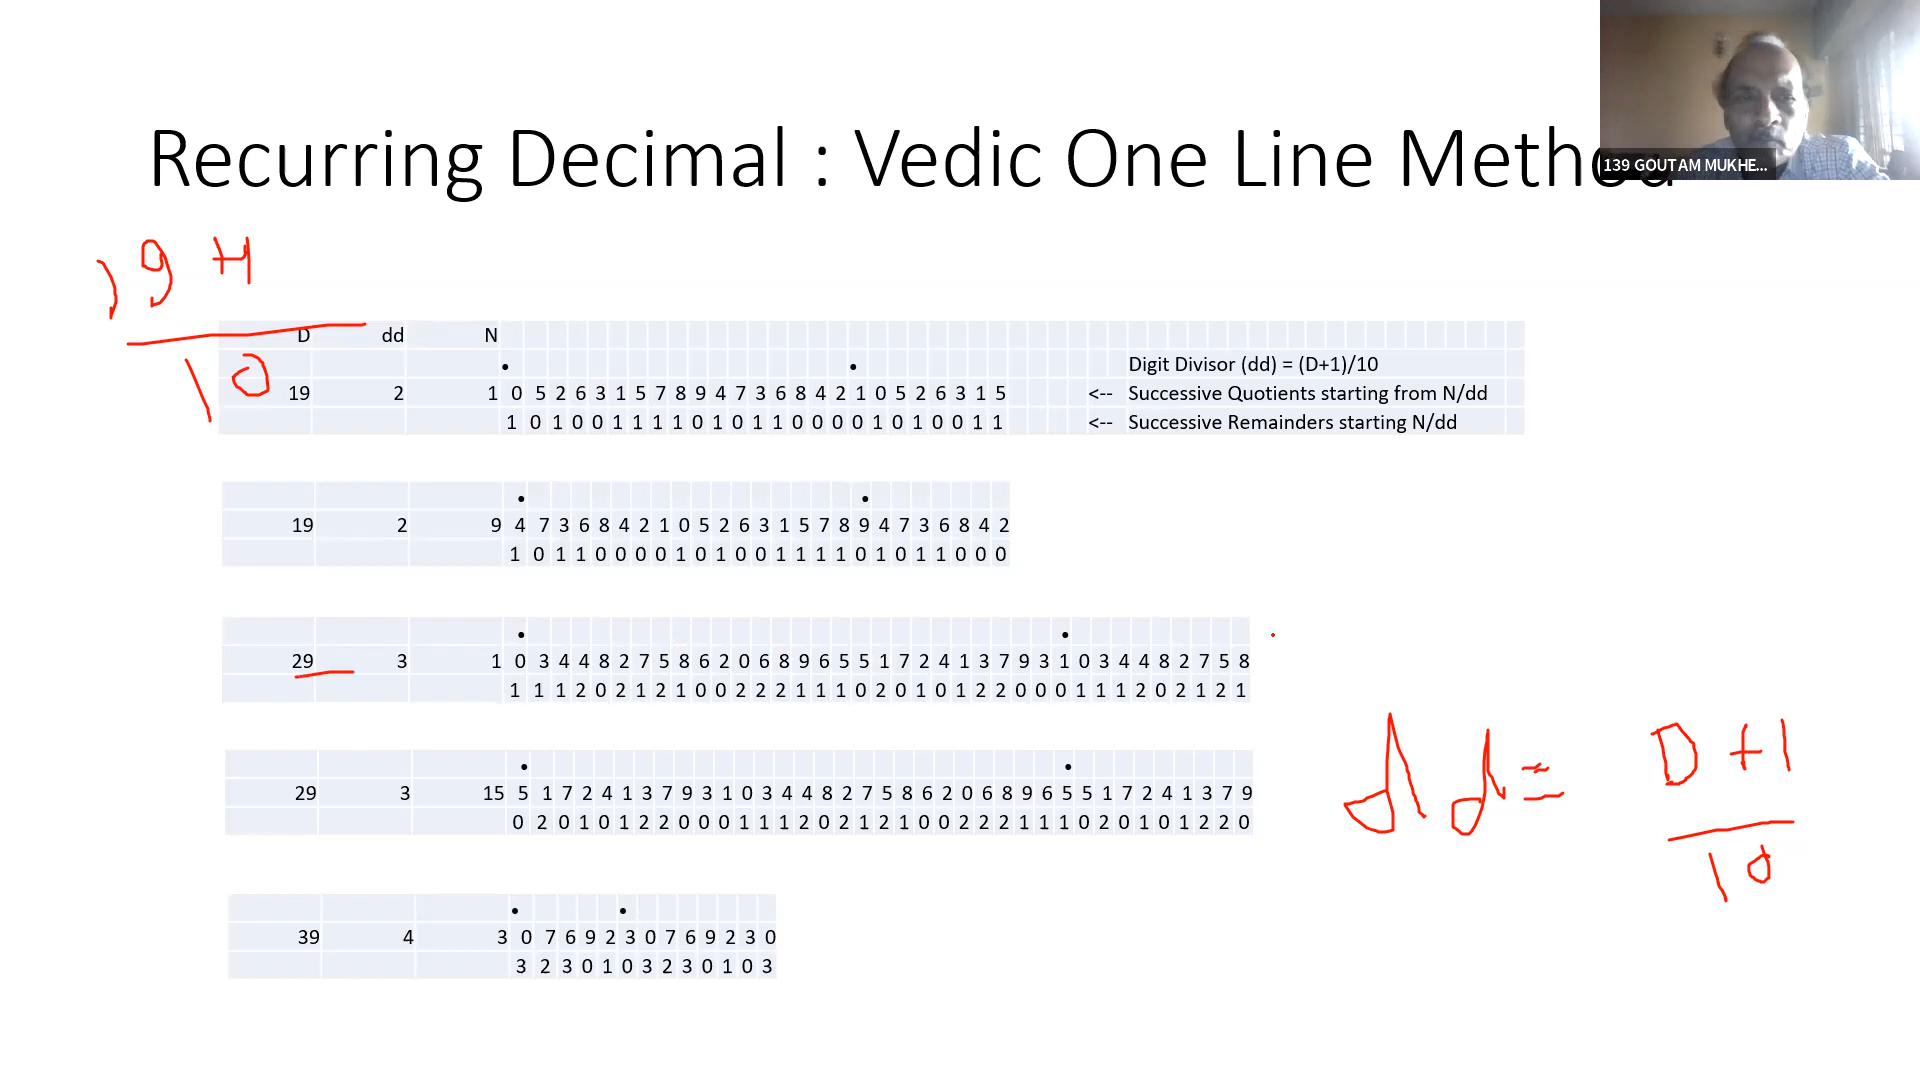 Recurring Decimal : Vedic One Line Method
139 GOUTAM MUKHE...
19 +1
10
D dd N
Digit Divisor (dd) = (D+1)/10
19 2 1 0 5 2 6 3 1 5 7 8 9 4 7 3 6 8 4 2 1 0 5 2 6 3 1 5 <-- Successive Quotients starting from N/dd
1 0 1 0 0 1 1 1 1 0 1 0 1 1 0 0 0 0 1 0 1 0 0 1 1 <-- Successive Remainders starting N/dd
19 2 9 4 7 3 6 8 4 2 1 0 5 2 6 3 1 5 7 8 9 4 7 3 6 8 4 2
1 0 1 1 0 0 0 0 1 0 1 0 0 1 1 1 1 0 1 0 1 1 0 0 0
29 3 1 0 3 4 4 8 2 7 5 8 6 2 0 6 8 9 6 5 5 1 7 2 4 1 3 7 9 3 1 0 3 4 4 8 2 7 5 8
1 1 1 2 0 2 1 2 1 0 0 2 2 2 1 1 1 0 2 0 1 0 1 2 2 0 0 0 1 1 1 2 0 2 1 2 1
29 3 15 5 1 7 2 4 1 3 7 9 3 1 0 3 4 4 8 2 7 5 8 6 2 0 6 8 9 6 5 5 1 7 2 4 1 3 7 9
0 2 0 1 0 1 2 2 0 0 0 1 1 1 2 0 2 1 2 1 0 0 2 2 2 1 1 1 0 2 0 1 0 1 2 2 0
dd = D+1
10
39 4 3 0 7 6 9 2 3 0 7 6 9 2 3 0
3 2 3 0 1 0 3 2 3 0 1 0 3